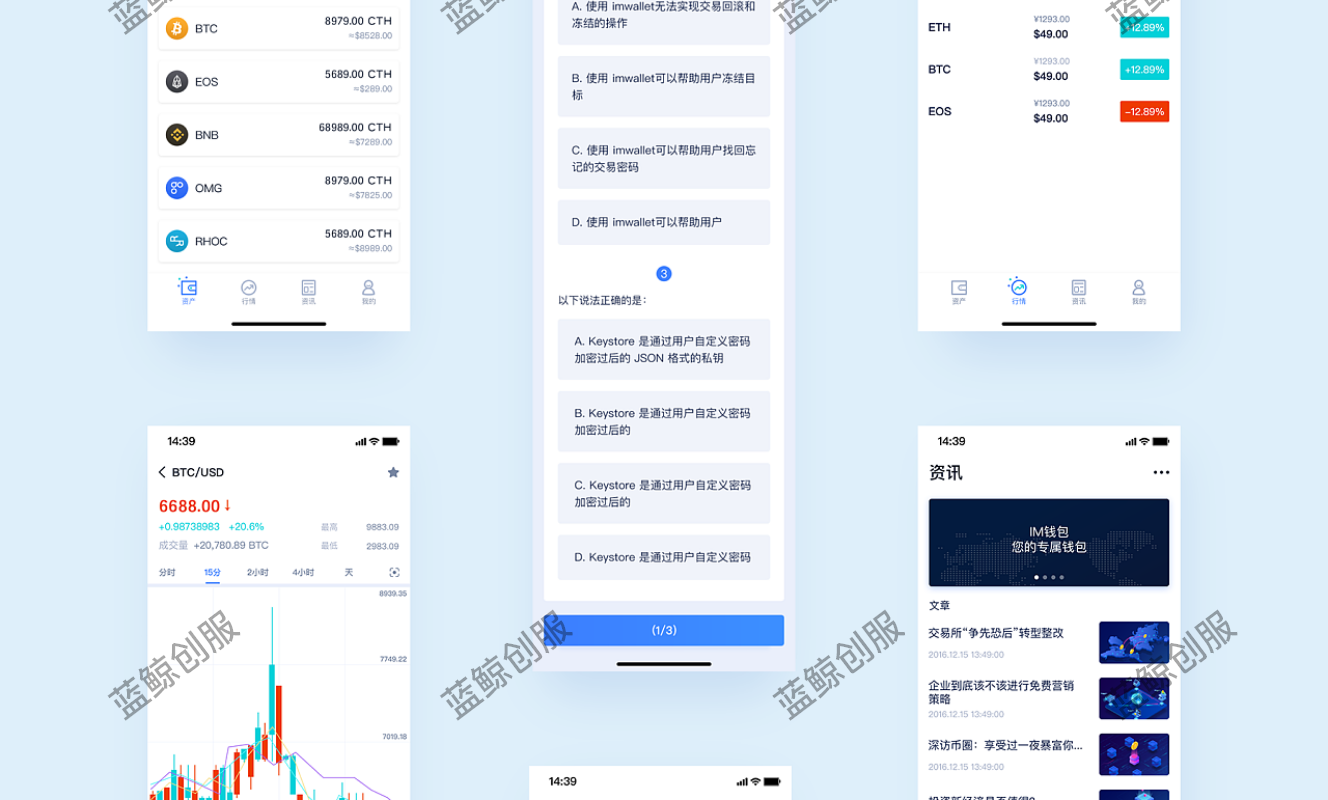 BTC
8979.00 CTH
≈$8528.00
EOS
5689.00 CTH
≈$289.00
BNB
68989.00 CTH
≈$7289.00
OMG
8979.00 CTH
≈$7825.00
RHOC
5689.00 CTH
≈$8989.00
资产
行情
资讯
我的
A. 使用 imwallet无法实现交易回滚和
冻结的操作
B. 使用 imwallet可以帮助用户冻结目
标
C. 使用 imwallet可以帮助用户找回忘
记的交易密码
D. 使用 imwallet可以帮助用户
3
以下说法正确的是：
A. Keystore 是通过用户自定义密码
加密过后的 JSON 格式的私钥
B. Keystore 是通过用户自定义密码
加密过后的
C. Keystore 是通过用户自定义密码
加密过后的
D. Keystore 是通过用户自定义密码
(1/3)
ETH
¥1293.00
$49.00
+12.89%
BTC
¥1293.00
$49.00
+12.89%
EOS
¥1293.00
$49.00
-12.89%
资产
行情
资讯
我的
14:39
BTC/USD
6688.00↓
+0.98738983 +20.6%
最高 9883.09
成交量 +20,780.89 BTC
最低 2983.09
分时 15分 2小时 4小时 天
8939.35
7749.22
7019.18
14:39
14:39
资讯
IM钱包
您的专属钱包
文章
交易所“争先恐后”转型整改
2016.12.15 13:49:00
企业到底该不该进行免费营销
策略
2016.12.15 13:49:00
深访币圈：享受过一夜暴富你...
2016.12.15 13:49:00
蓝鲸创服
蓝鲸创服
蓝鲸创服
蓝鲸创服